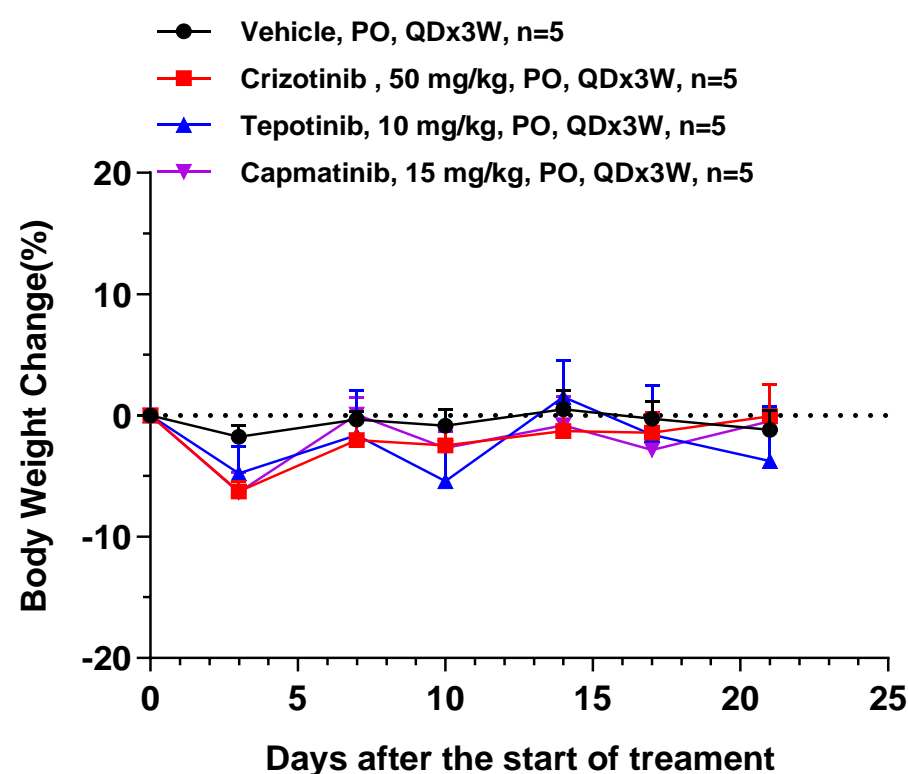 Vehicle, PO, QDx3W, n=5
Crizotinib , 50 mg/kg, PO, QDx3W, n=5
Tepotinib, 10 mg/kg, PO, QDx3W, n=5
Capmatinib, 15 mg/kg, PO, QDx3W, n=5
Body Weight Change(%)
20
10
0
-10
-20
0 5 10 15 20 25
Days after the start of treament